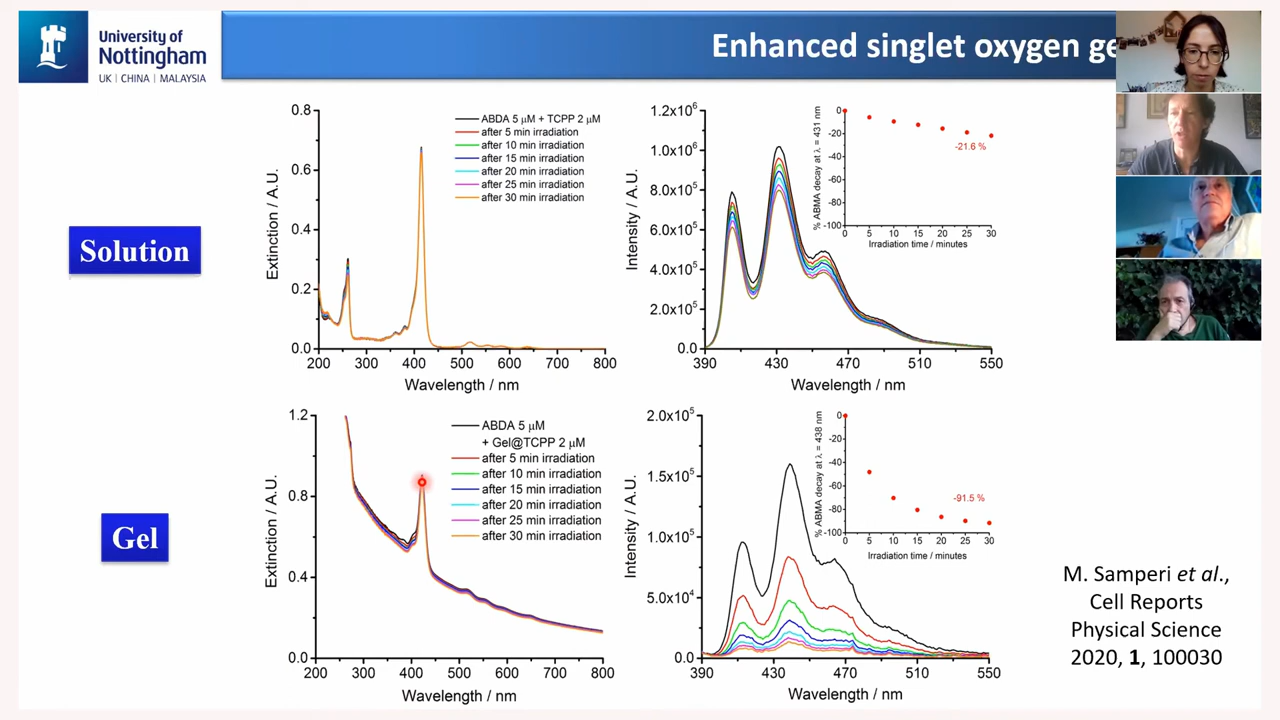 University of
Nottingham
UK | CHINA | MALAYSIA
Enhanced singlet oxygen ge
Solution
Extinction / A.U.
0.8
0.6
0.4
0.2
0.0
200 300 400 500 600 700 800
Wavelength / nm
ABDA 5 μM + TCPP 2 μM
after 5 min irradiation
after 10 min irradiation
after 15 min irradiation
after 20 min irradiation
after 25 min irradiation
after 30 min irradiation
Intensity / A.U.
1.2x10⁶
1.0x10⁶
8.0x10⁵
6.0x10⁵
4.0x10⁵
2.0x10⁵
0.0
390 430 470 510 550
Wavelength / nm
% ABMA decay at λ = 431 nm
0
-20
-40
-60
-80
-100
-21.6 %
0 5 10 15 20 25 30
Irradiation time / minutes
Gel
Extinction / A.U.
1.2
0.8
0.4
0.0
200 300 400 500 600 700 800
Wavelength / nm
ABDA 5 μM
+ Gel@TCPP 2 μM
after 5 min irradiation
after 10 min irradiation
after 15 min irradiation
after 20 min irradiation
after 25 min irradiation
after 30 min irradiation
Intensity / A.U.
2.0x10⁵
1.5x10⁵
1.0x10⁵
5.0x10⁴
0.0
390 430 470 510 550
Wavelength / nm
% ABMA decay at λ = 438 nm
0
-20
-40
-60
-80
-100
-91.5 %
0 5 10 15 20 25 30
Irradiation time / minutes
M. Samperi et al.,
Cell Reports
Physical Science
2020, 1, 100030